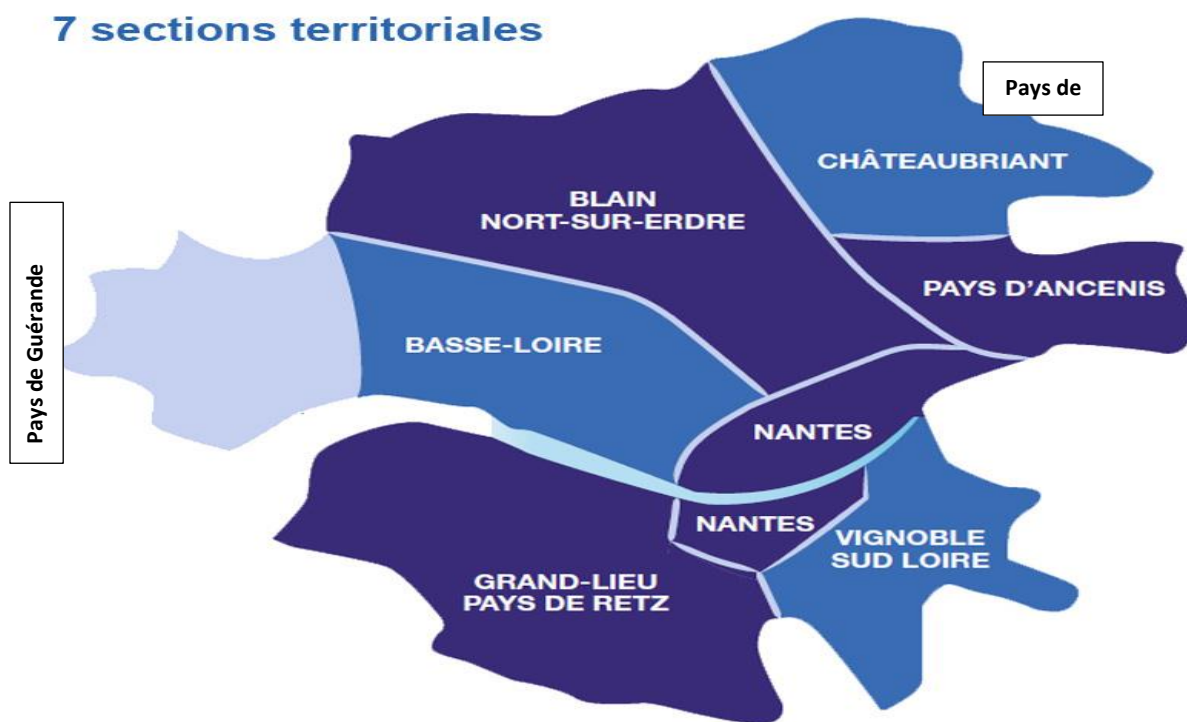 7 sections territoriales
Pays de
CHÂTEAUBRIANT
BLAIN
NORT-SUR-ERDRE
PAYS D'ANCENIS
Pays de Guérande
BASSE-LOIRE
NANTES
NANTES
VIGNOBLE
SUD LOIRE
GRAND-LIEU
PAYS DE RETZ